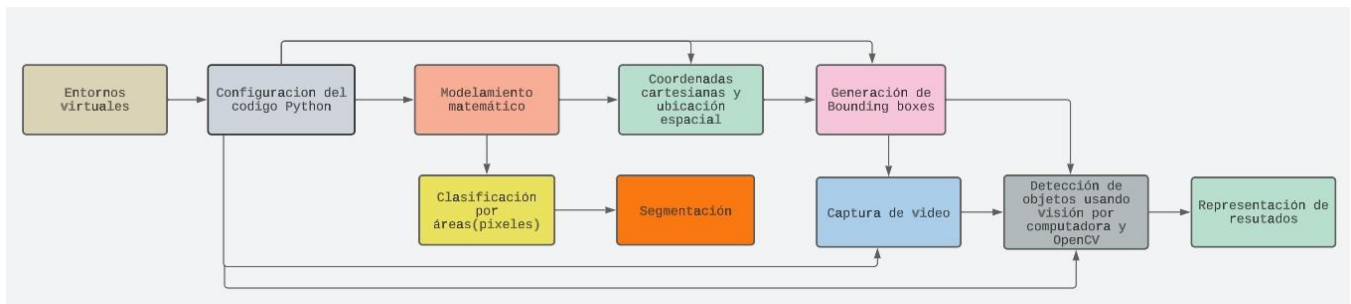 Entornos
virtuales
Configuracion del
codigo Python
Modelamiento
matemático
Coordenadas
cartesianas y
ubicación
espacial
Generación de
Bounding boxes
Clasificación
por
áreas(pixeles)
Segmentación
Captura de video
Detección de
objetos usando
visión por
computadora y
OpenCV
Representación de
resutados